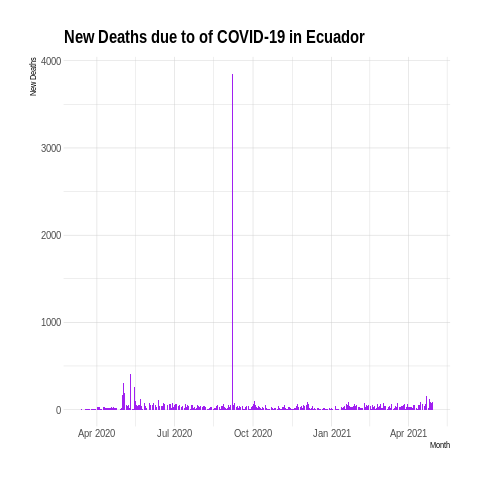 New Deaths due to of COVID-19 in Ecuador
New Deaths
4000
3000
2000
1000
0
Apr 2020 Jul 2020 Oct 2020 Jan 2021 Apr 2021
Month